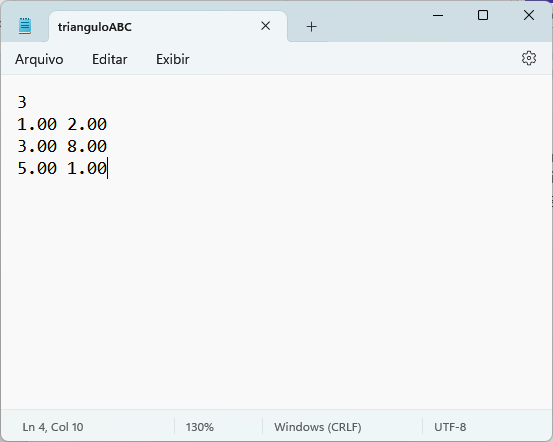 trianguloABC
Arquivo Editar Exibir
3
1.00 2.00
3.00 8.00
5.00 1.00
Ln 4, Col 10 130% Windows (CRLF) UTF-8